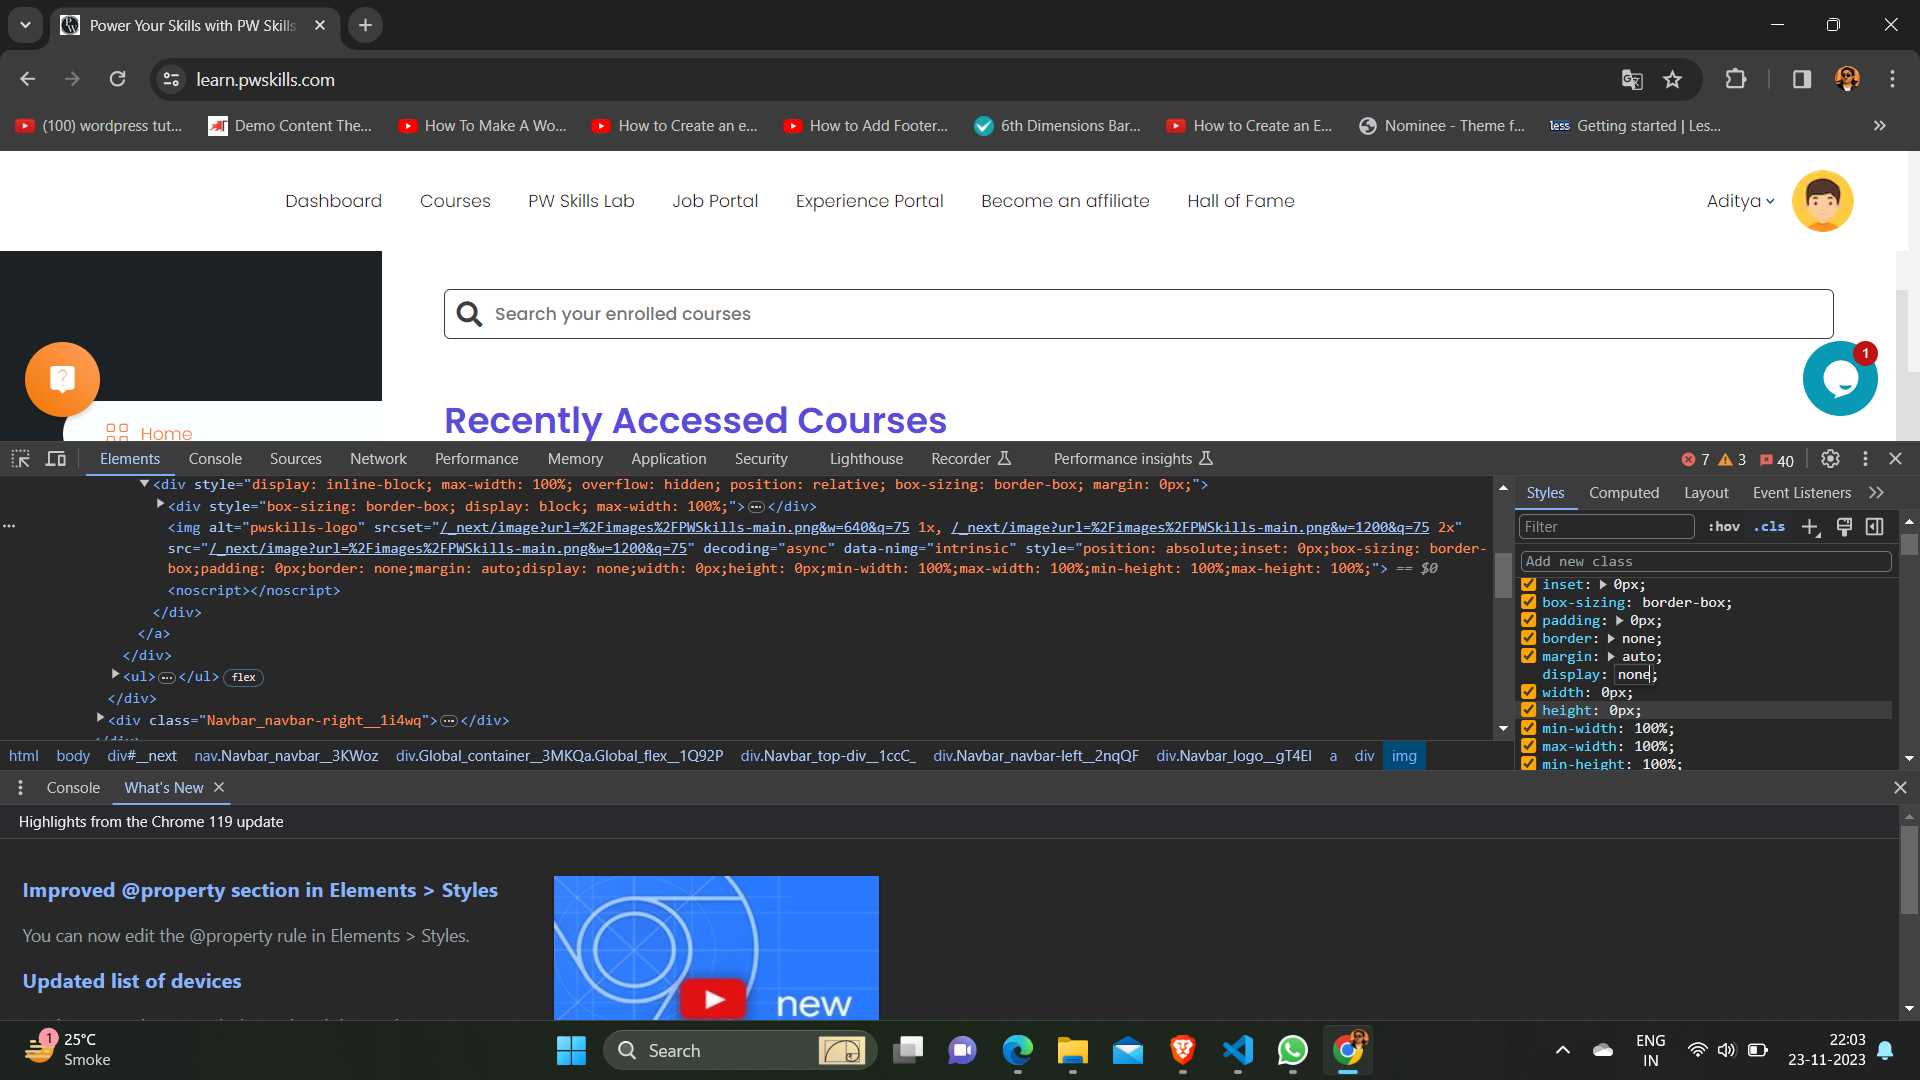 Power Your Skills with PW Skills
learn.pwskills.com
(100) wordpress tut... Demo Content The... How To Make A Wo... How to Create an e... How to Add Footer... 6th Dimensions Bar... How to Create an E... Nominee - Theme f... less Getting started | Les...
Dashboard Courses PW Skills Lab Job Portal Experience Portal Become an affiliate Hall of Fame Aditya
Search your enrolled courses
1
Recently Accessed Courses
Home
Elements Console Sources Network Performance Memory Application Security Lighthouse Recorder Performance insights 7 3 40
<div style="display: inline-block; max-width: 100%; overflow: hidden; position: relative; box-sizing: border-box; margin: 0px;">
<div style="box-sizing: border-box; display: block; max-width: 100%;">…</div>
<img alt="pwskills-logo" srcset="/_next/image?url=%2Fimages%2FPWSkills-main.png&w=640&q=75 1x, /_next/image?url=%2Fimages%2FPWSkills-main.png&w=1200&q=75 2x"
src="/_next/image?url=%2Fimages%2FPWSkills-main.png&w=1200&q=75" decoding="async" data-nimg="intrinsic" style="position: absolute;inset: 0px;box-sizing: border-
box;padding: 0px;border: none;margin: auto;display: none;width: 0px;height: 0px;min-width: 100%;max-width: 100%;min-height: 100%;max-height: 100%;"> == $0
<noscript></noscript>
</div>
</a>
</div>
<ul>…</ul> flex
</div>
<div class="Navbar_navbar-right__1i4wq">…</div>
</div>
Styles Computed Layout Event Listeners
Filter :hov .cls
Add new class
inset: 0px;
box-sizing: border-box;
padding: 0px;
border: none;
margin: auto;
display: none;
width: 0px;
height: 0px;
min-width: 100%;
max-width: 100%;
min-height: 100%;
html body div#__next nav.Navbar_navbar__3KWoz div.Global_container__3MKQa.Global_flex__1Q92P div.Navbar_top-div__1ccC_ div.Navbar_navbar-left__2nqQF div.Navbar_logo__gT4EI a div img
Console What's New
Highlights from the Chrome 119 update
Improved @property section in Elements > Styles
You can now edit the @property rule in Elements > Styles.
Updated list of devices
new
1
25°C
Smoke
Search
ENG
IN
22:03
23-11-2023